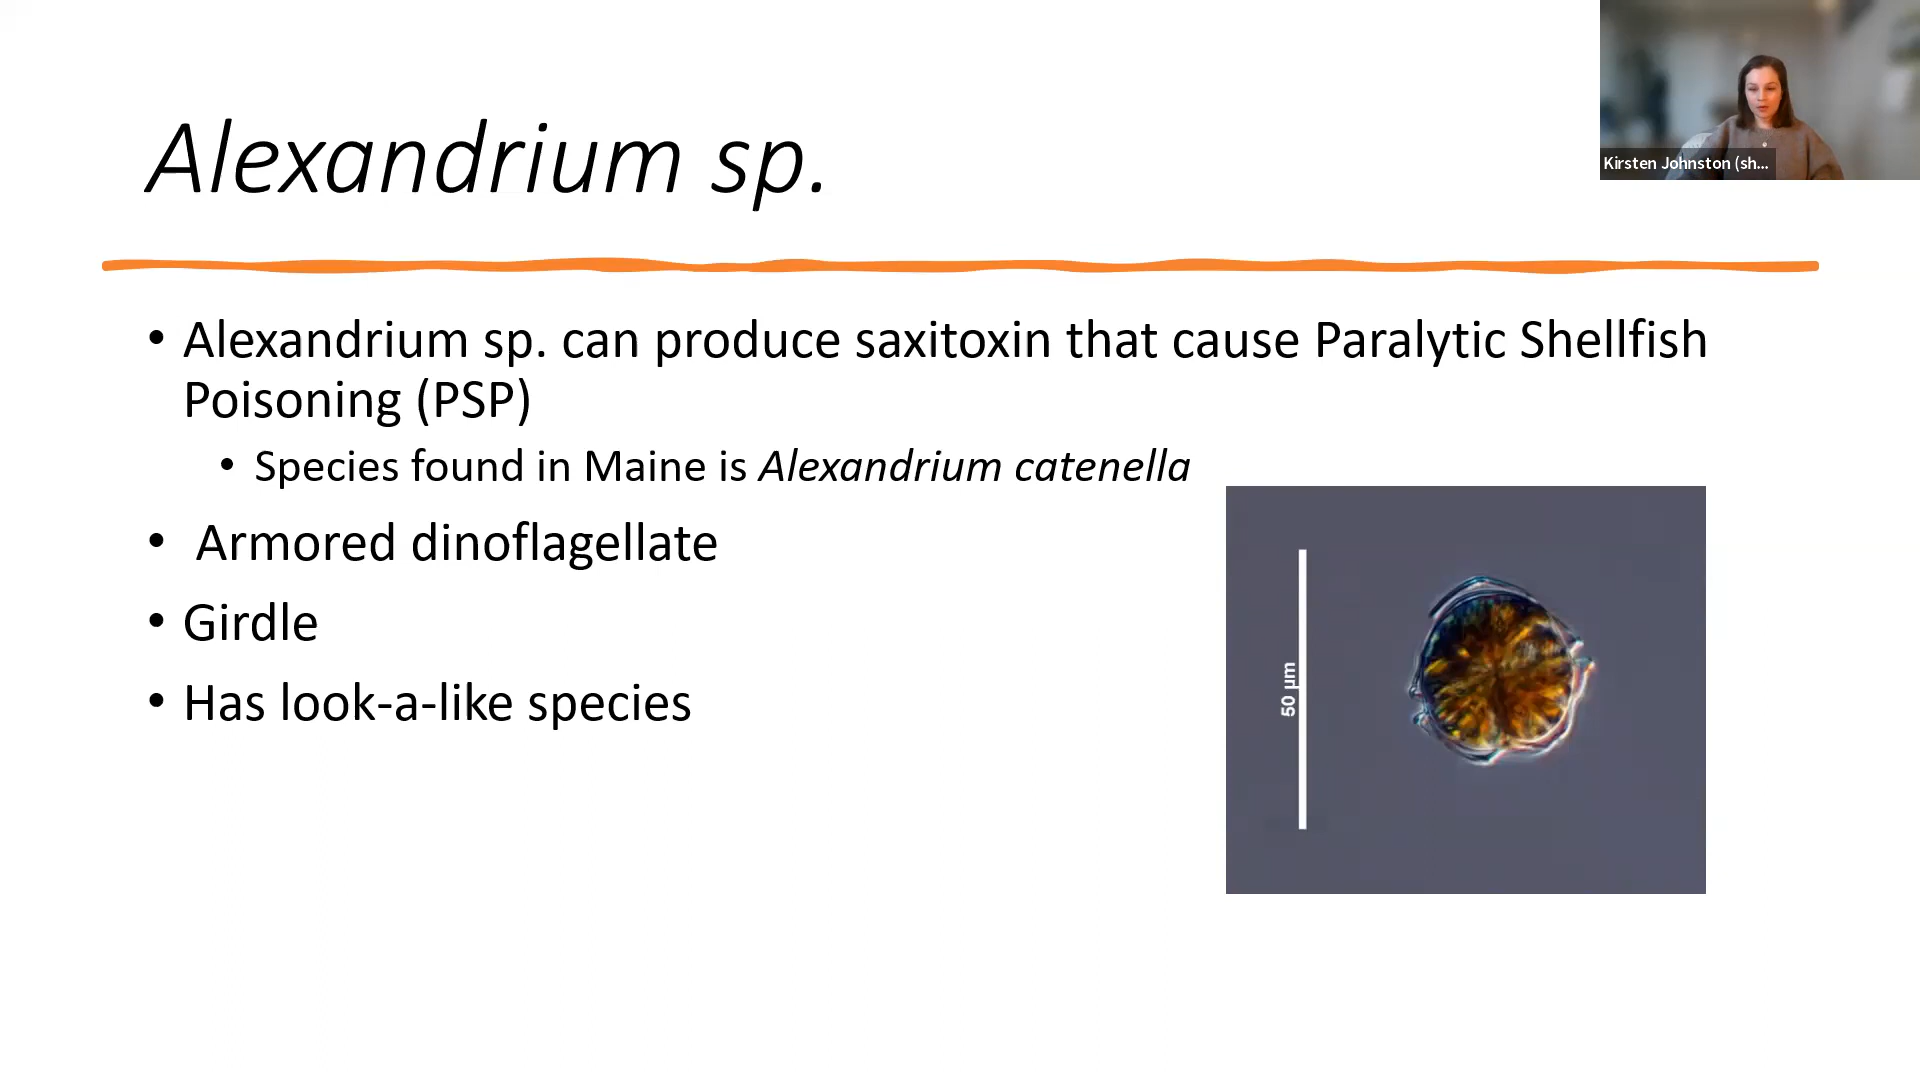 Alexandrium sp.
Kirsten Johnston (sh...
• Alexandrium sp. can produce saxitoxin that cause Paralytic Shellfish
Poisoning (PSP)
• Species found in Maine is Alexandrium catenella
• Armored dinoflagellate
• Girdle
• Has look-a-like species
50 µm